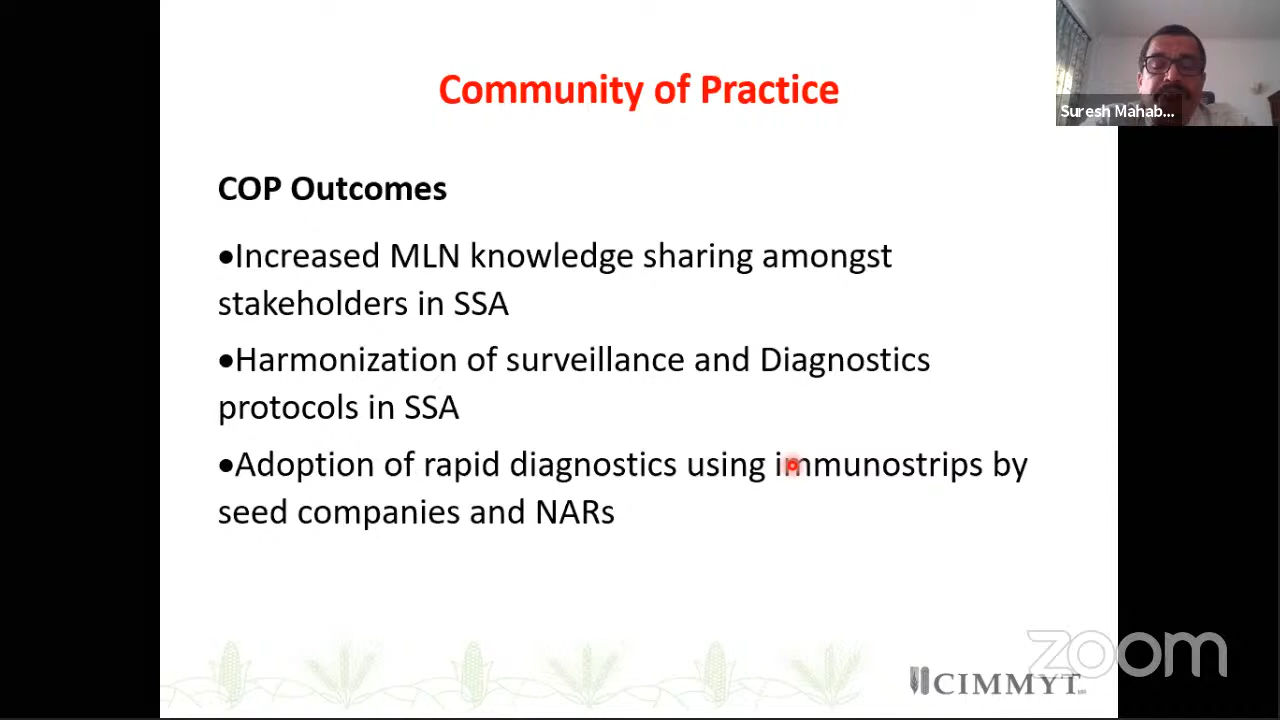 Community of Practice
Suresh Mahab...
COP Outcomes
•Increased MLN knowledge sharing amongst
stakeholders in SSA
•Harmonization of surveillance and Diagnostics
protocols in SSA
•Adoption of rapid diagnostics using immunostrips by
seed companies and NARs
zoom
CIMMYT